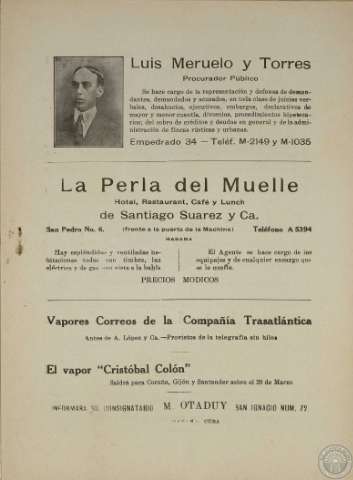 Luis Meruelo y Torres
Procurador Público
Se hace cargo de la representación y defensa de deman-
dantes, demandados y acusados, en toda clase de juicios ver-
bales, desahucios, ejecutivos, embargos, declarativos de
mayor y menor cuantía, divorcios, procedimientos hipoteca-
rios; del cobro de créditos y deudas en general y de la admi-
nistración de fincas rústicas y urbanas.
Empedrado 34 — Teléf. M-2149 y M-1035
La Perla del Muelle
Hotel, Restaurant, Café y Lunch
de Santiago Suarez y Ca.
San Pedro No. 6. (frente a la puerta de la Machina) Teléfono A 5394
HABANA
Hay espléndidas y ventiladas ha-
bitaciones todas con timbre, luz
eléctrica y de gas con vista a la bahía
El Agente se hace cargo de los
equipajes y de cualquier encargo que
se le confíe.
PRECIOS MODICOS
Vapores Correos de la Compañía Trasatlántica
Antes de A. López y Ca.—Provistos de la telegrafía sin hilos
El vapor "Cristóbal Colón"
Saldrá para Coruña, Gijón y Santander sobre el 20 de Marzo
INFORMARA SU CONSIGNATARIO M. OTADUY SAN IGNACIO NUM. 72
CUBA